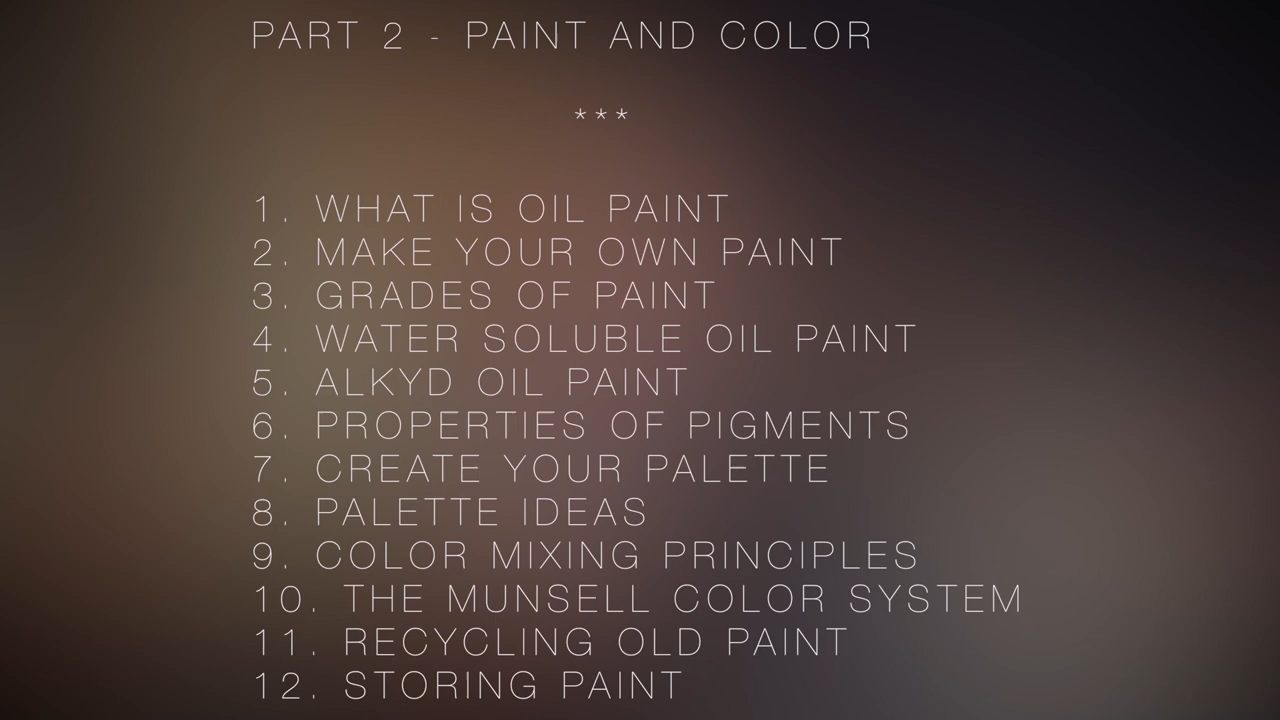 PART 2 - PAINT AND COLOR
***
1. WHAT IS OIL PAINT
2. MAKE YOUR OWN PAINT
3. GRADES OF PAINT
4. WATER SOLUBLE OIL PAINT
5. ALKYD OIL PAINT
6. PROPERTIES OF PIGMENTS
7. CREATE YOUR PALETTE
8. PALETTE IDEAS
9. COLOR MIXING PRINCIPLES
10. THE MUNSELL COLOR SYSTEM
11. RECYCLING OLD PAINT
12. STORING PAINT